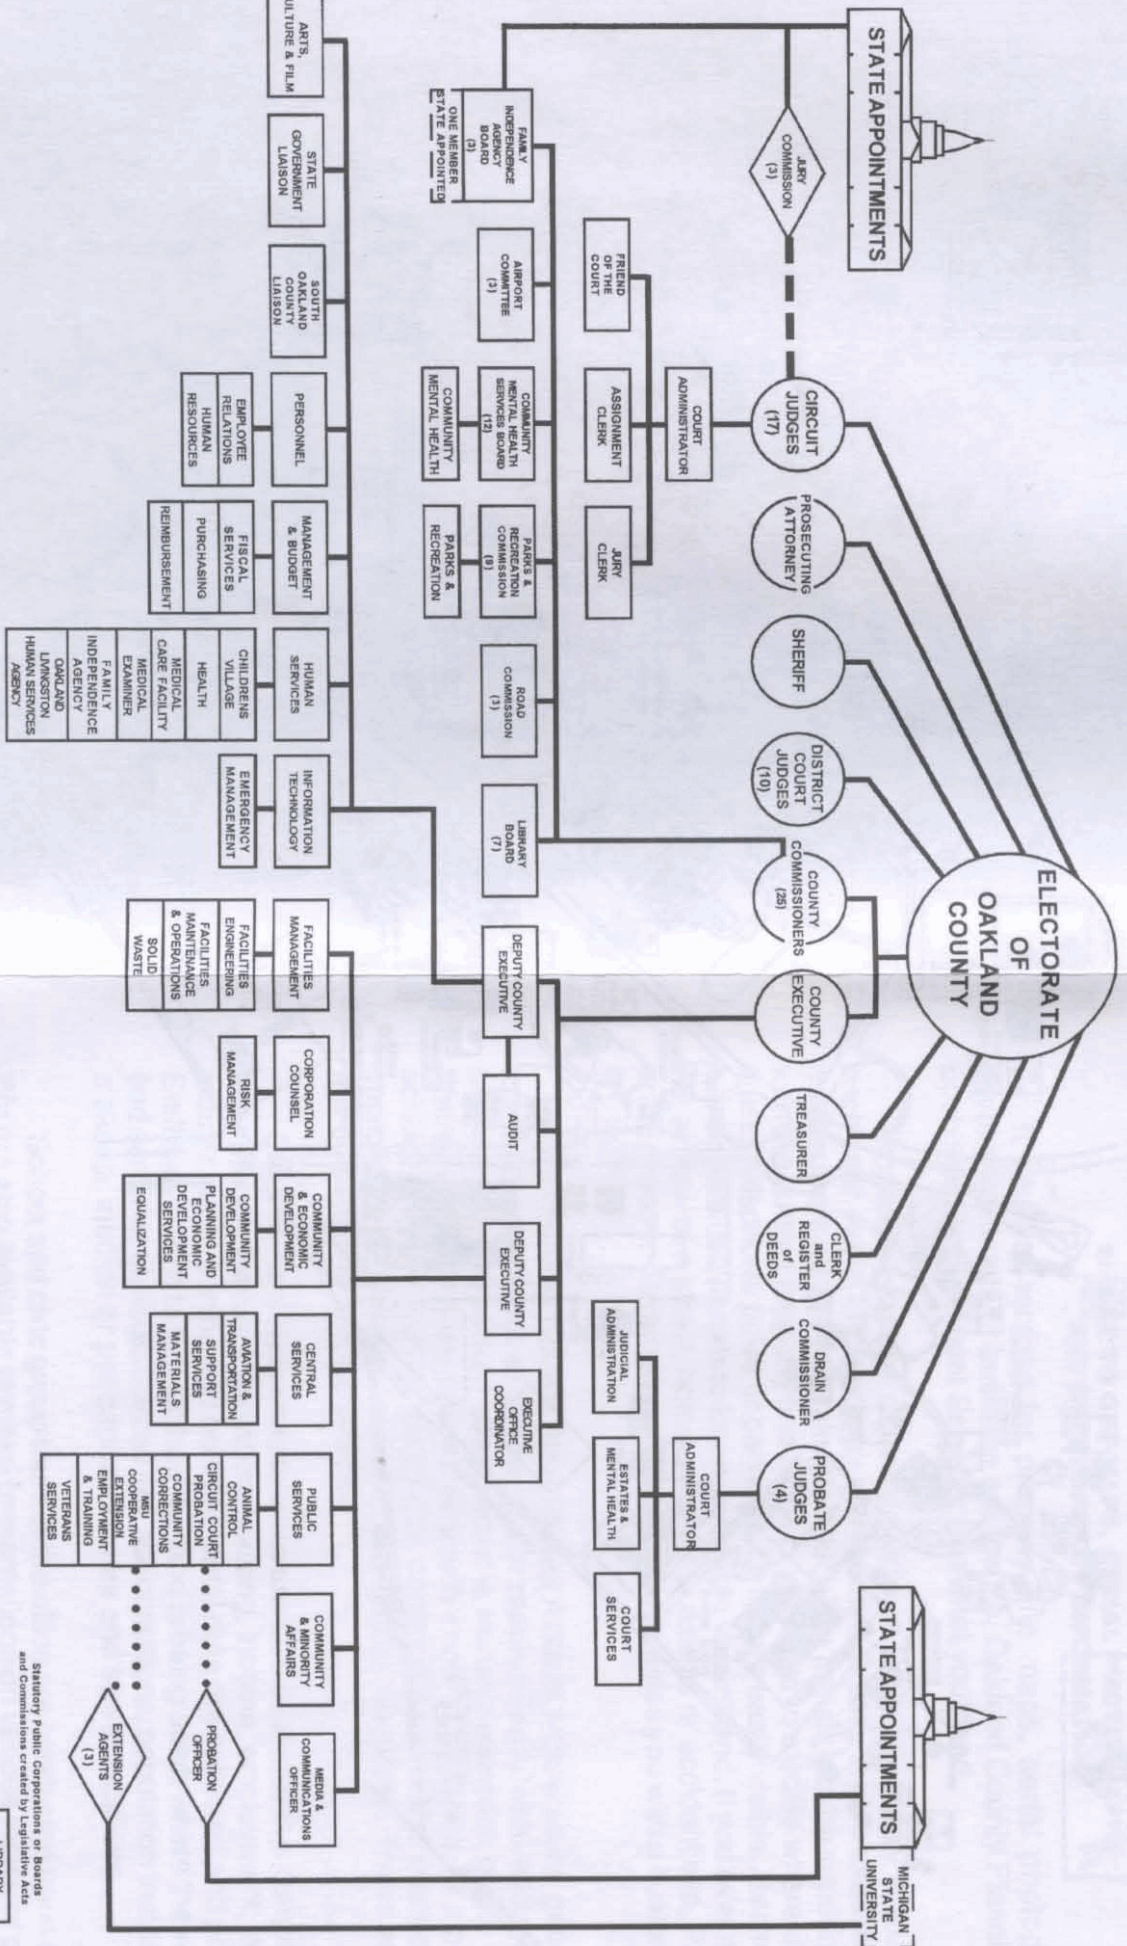 STATE APPOINTMENTS
ELECTORATE
OF
OAKLAND
COUNTY
STATE APPOINTMENTS
MICHIGAN
STATE
UNIVERSITY
JURY
COMMISSION
(3)
CIRCUIT
JUDGES
(17)
PROSECUTING
ATTORNEY
SHERIFF
DISTRICT
COURT
JUDGES
(10)
COUNTY
COMMISSIONERS
(25)
COUNTY
EXECUTIVE
TREASURER
CLERK
and
REGISTER
of
DEEDS
DRAIN
COMMISSIONER
PROBATE
JUDGES
(4)
COURT
ADMINISTRATOR
COURT
ADMINISTRATOR
FRIEND
OF THE
COURT
ASSIGNMENT
CLERK
JURY
CLERK
JUDICIAL
ADMINISTRATION
ESTATES &
MENTAL HEALTH
COURT
SERVICES
FAMILY
INDEPENDENCE
AGENCY
BOARD
(3)
ONE MEMBER
STATE APPOINTED
AIRPORT
COMMITTEE
(3)
COMMUNITY
MENTAL HEALTH
SERVICES BOARD
(12)
COMMUNITY
MENTAL HEALTH
PARKS &
RECREATION
COMMISSION
(9)
PARKS &
RECREATION
ROAD
COMMISSION
(3)
LIBRARY
BOARD
(7)
DEPUTY COUNTY
EXECUTIVE
AUDIT
DEPUTY COUNTY
EXECUTIVE
EXECUTIVE
OFFICE
COORDINATOR
ARTS,
ULTURE & FILM
STATE
GOVERNMENT
LIAISON
SOUTH
OAKLAND
COUNTY
LIAISON
PERSONNEL
EMPLOYEE
RELATIONS
HUMAN
RESOURCES
MANAGEMENT
& BUDGET
FISCAL
SERVICES
PURCHASING
REIMBURSEMENT
HUMAN
SERVICES
CHILDRENS
VILLAGE
HEALTH
MEDICAL
CARE FACILITY
MEDICAL
EXAMINER
FAMILY
INDEPENDENCE
AGENCY
OAKLAND
LIVINGSTON
HUMAN SERVICES
AGENCY
INFORMATION
TECHNOLOGY
EMERGENCY
MANAGEMENT
FACILITIES
MANAGEMENT
FACILITIES
ENGINEERING
FACILITIES
MAINTENANCE
& OPERATIONS
SOLID
WASTE
CORPORATION
COUNSEL
RISK
MANAGEMENT
COMMUNITY
& ECONOMIC
DEVELOPMENT
COMMUNITY
DEVELOPMENT
PLANNING AND
ECONOMIC
DEVELOPMENT
SERVICES
EQUALIZATION
CENTRAL
SERVICES
AVIATION &
TRANSPORTATION
SUPPORT
SERVICES
MATERIALS
MANAGEMENT
PUBLIC
SERVICES
ANIMAL
CONTROL
CIRCUIT COURT
PROBATION
COMMUNITY
CORRECTIONS
MSU
COOPERATIVE
EXTENSION
EMPLOYMENT
& TRAINING
VETERANS
SERVICES
COMMUNITY
& MINORITY
AFFAIRS
MEDIA &
COMMUNICATIONS
OFFICER
PROBATION
OFFICER
EXTENSION
AGENTS
(3)
Statutory Public Corporations or Boards
and Commissions created by Legislative Acts
LIBRARY